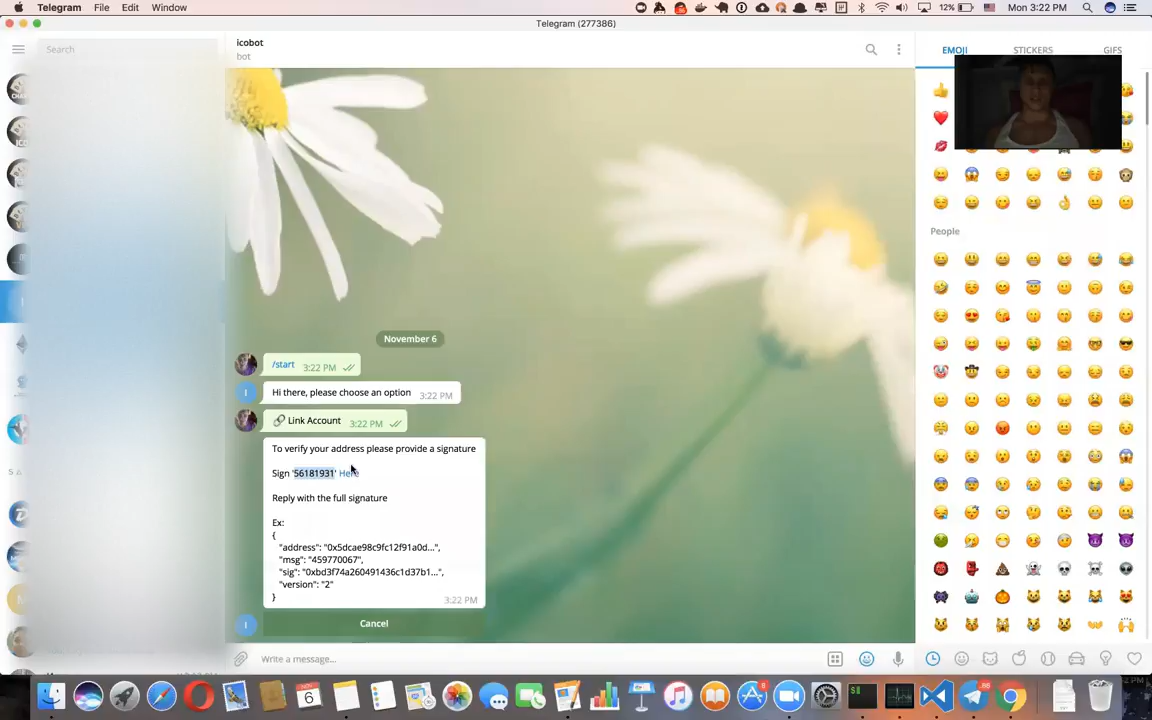 Telegram File Edit Window
12% Mon 3:22 PM
Telegram (277386)
Search
icobot
bot
EMOJI STICKERS GIFS
People
November 6
/start 3:22 PM
Hi there, please choose an option 3:22 PM
Link Account 3:22 PM
To verify your address please provide a signature
Sign '56181931' Here
Reply with the full signature
Ex:
{
"address": "0x5dcae98c9fc12f91a0d...",
"msg": "459770067",
"sig": "0xbd3f74a260491436c1d37b1...",
"version": "2"
}
3:22 PM
I
Cancel
Write a message...